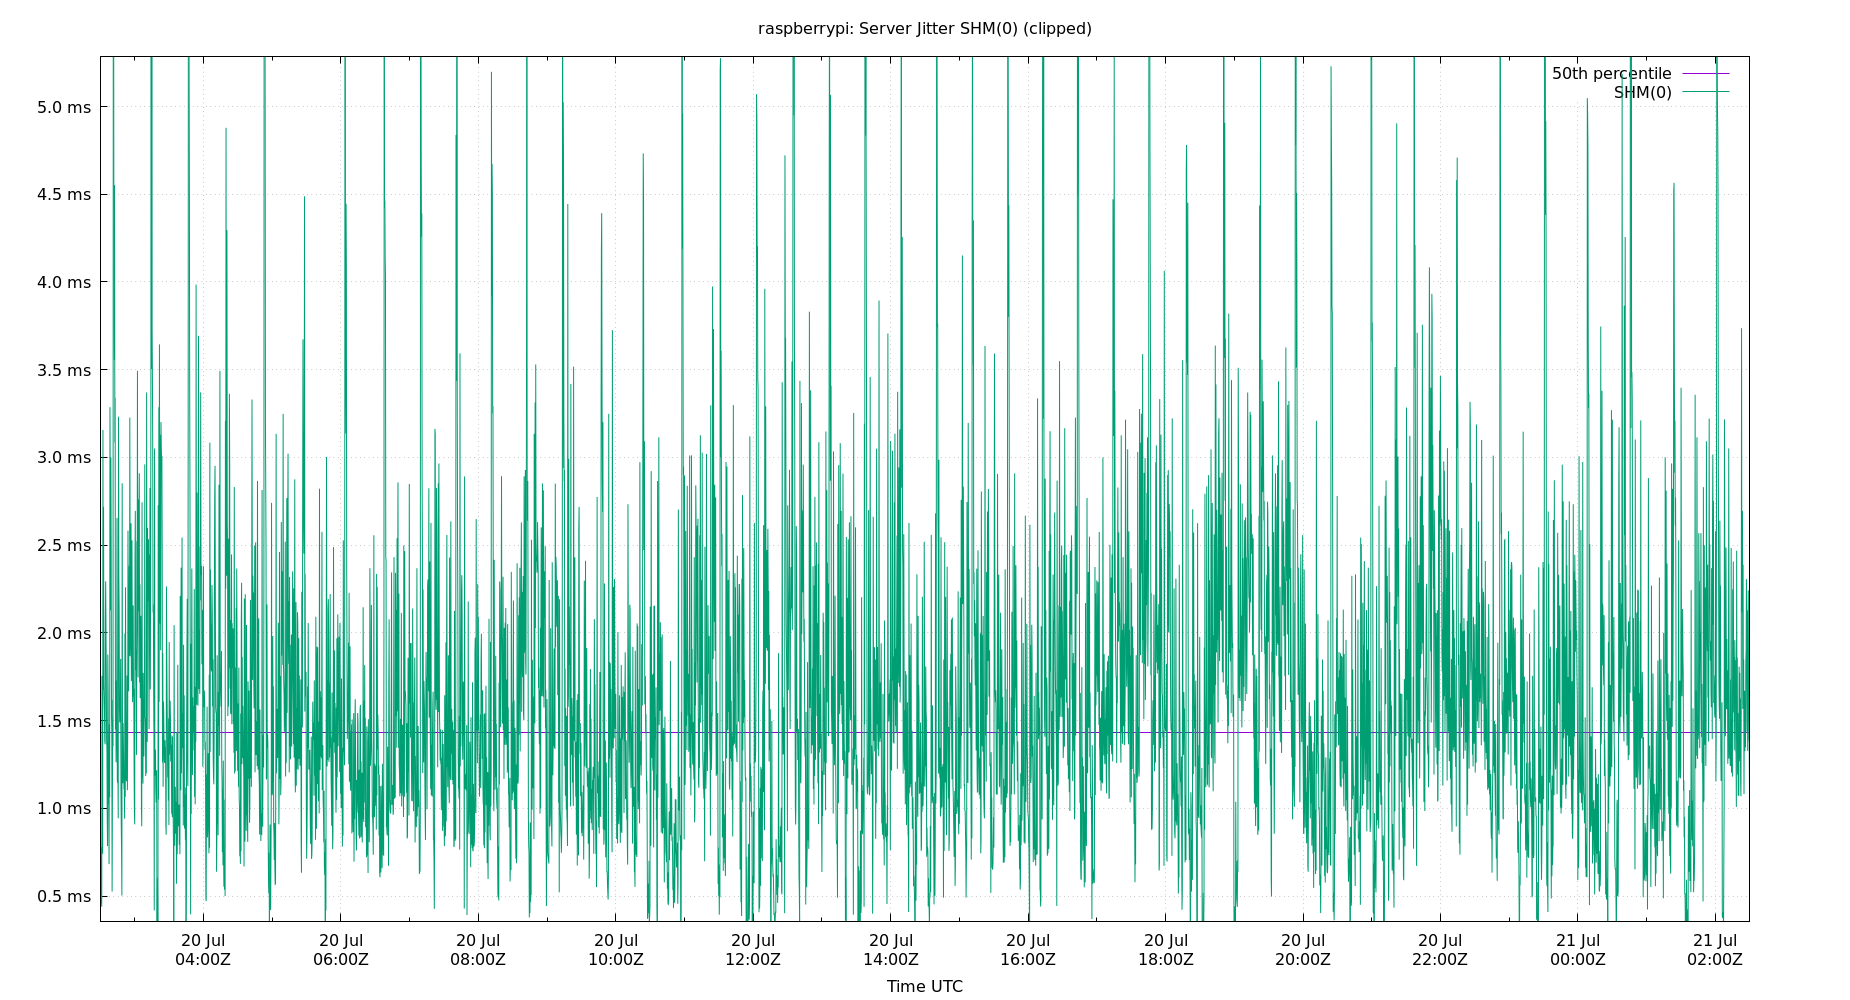 raspberrypi: Server Jitter SHM(0) (clipped)
50th percentile
SHM(0)
5.0 ms
4.5 ms
4.0 ms
3.5 ms
3.0 ms
2.5 ms
2.0 ms
1.5 ms
1.0 ms
0.5 ms
20 Jul 20 Jul 20 Jul 20 Jul 20 Jul 20 Jul 20 Jul 20 Jul 20 Jul 20 Jul 21 Jul 21 Jul
04:00Z 06:00Z 08:00Z 10:00Z 12:00Z 14:00Z 16:00Z 18:00Z 20:00Z 22:00Z 00:00Z 02:00Z
Time UTC